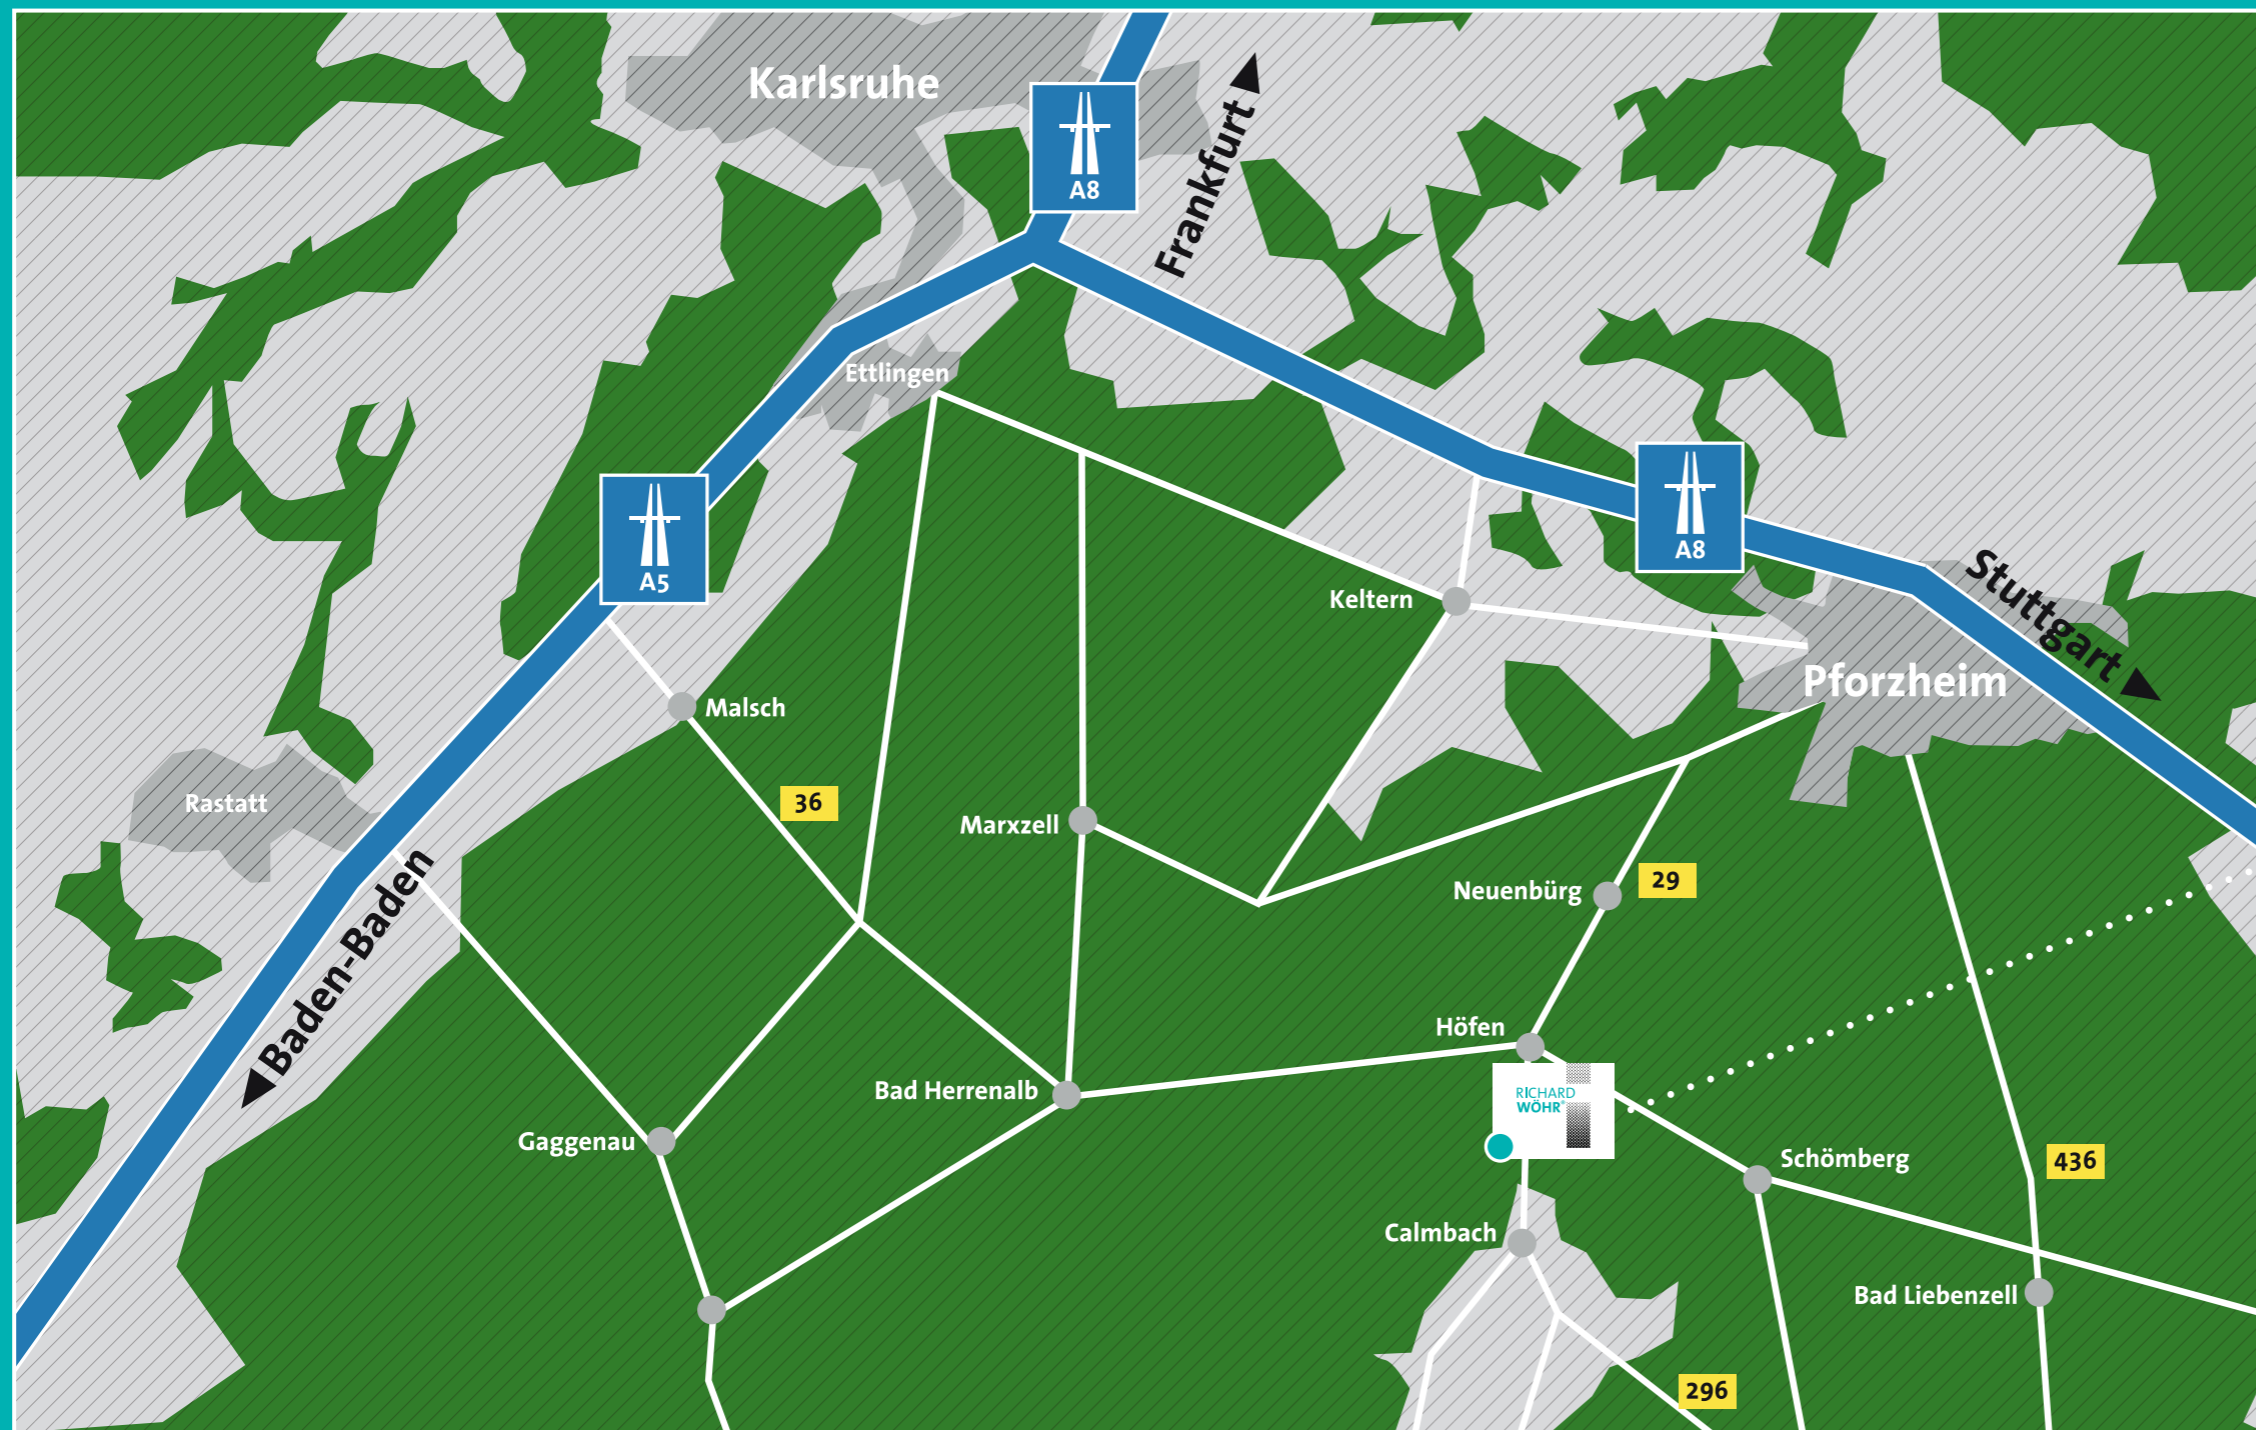 Karlsruhe
A8
Frankfurt
Ettlingen
A8
A5
Stuttgart
Keltern
Pforzheim
Malsch
36
Rastatt
Marxzell
Baden-Baden
29
Neuenbürg
Höfen
Bad Herrenalb
RICHARD
WÖHR®
Gaggenau
Schömberg
436
Calmbach
Bad Liebenzell
296